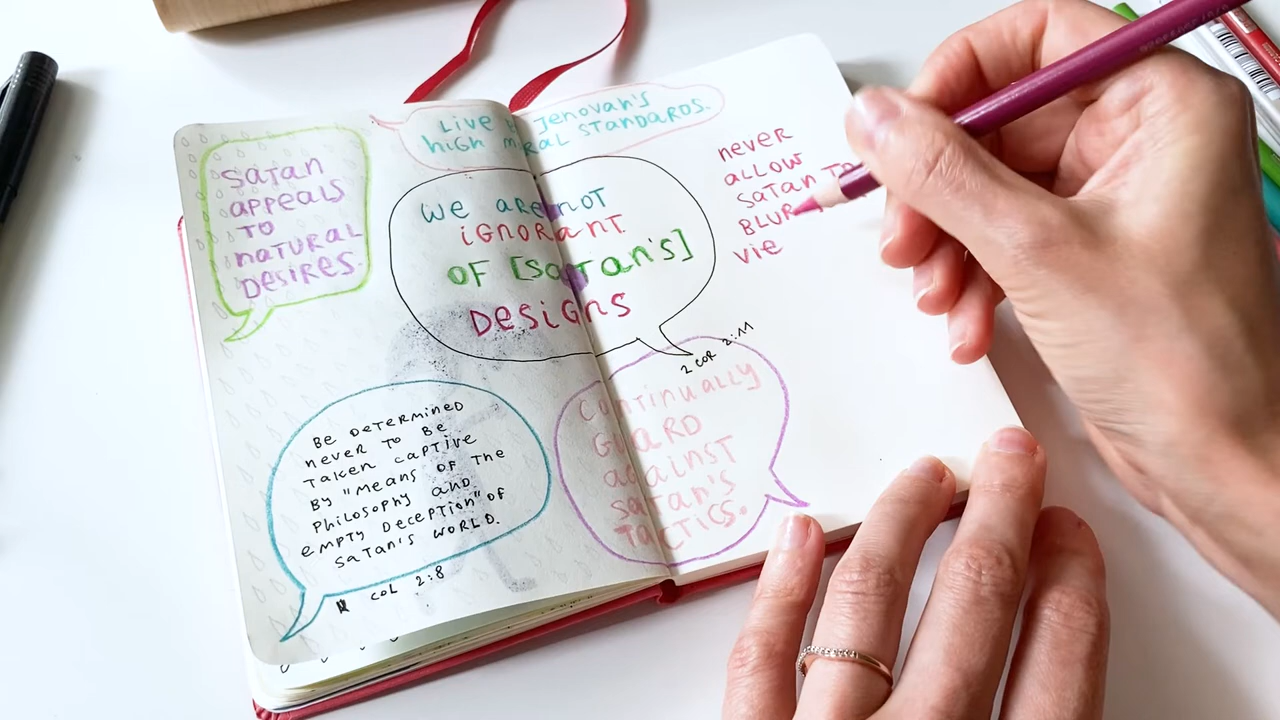 Live by Jehovah's
high moral standards.
Satan
appeals
to
natural
desires.
We are not
ignorant
of [Satan's]
designs
2 Cor 2:11
never
allow
Satan to
blur
vie
Be determined
never to be
taken captive
by "means of the
philosophy and
empty deception" of
Satan's world.
Col 2:8
Continually
guard
against
Satan's
tactics.